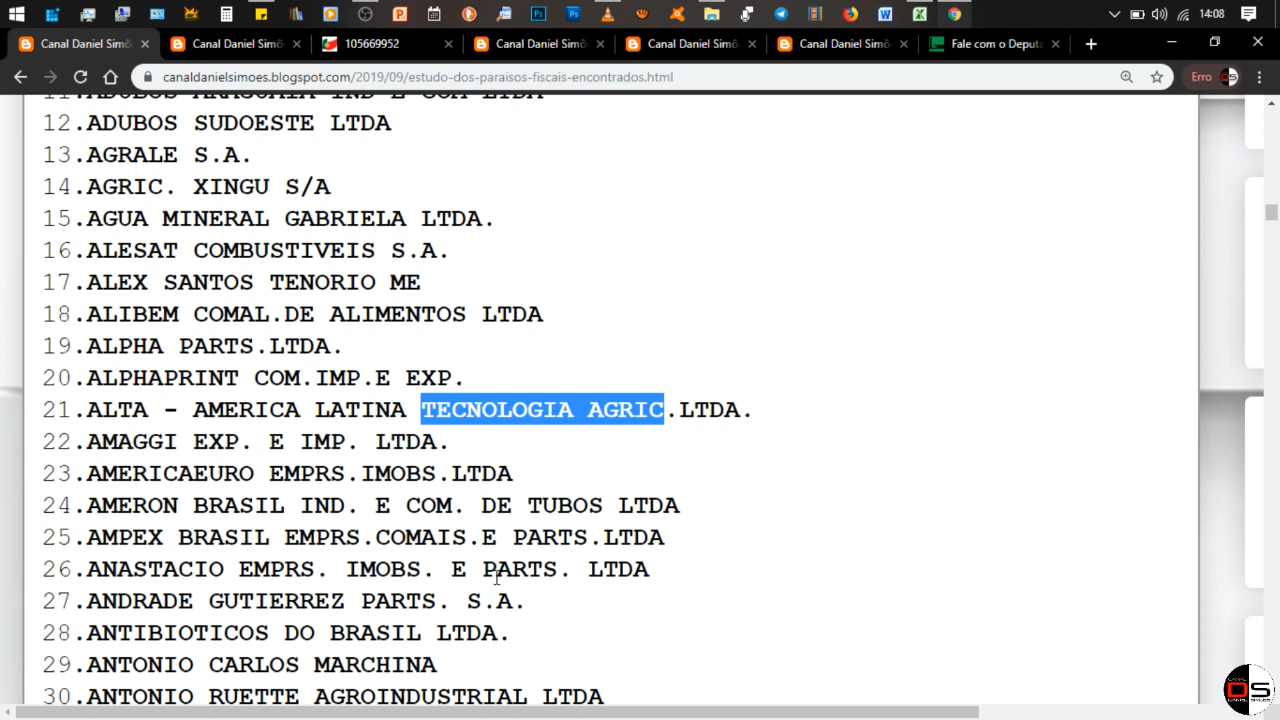 14:08
Canal Daniel Simõ
Canal Daniel Simõ
105669952
Canal Daniel Simõ
Canal Daniel Simõ
Canal Daniel Simõ
Fale com o Deputa
canaldanielsimoes.blogspot.com/2019/09/estudo-dos-paraisos-fiscais-encontrados.html
Erro
12.ADUBOS SUDOESTE LTDA
13.AGRALE S.A.
14.AGRIC. XINGU S/A
15.AGUA MINERAL GABRIELA LTDA.
16.ALESAT COMBUSTIVEIS S.A.
17.ALEX SANTOS TENORIO ME
18.ALIBEM COMAL.DE ALIMENTOS LTDA
19.ALPHA PARTS.LTDA.
20.ALPHAPRINT COM.IMP.E EXP.
21.ALTA - AMERICA LATINA TECNOLOGIA AGRIC.LTDA.
22.AMAGGI EXP. E IMP. LTDA.
23.AMERICAEURO EMPRS.IMOBS.LTDA
24.AMERON BRASIL IND. E COM. DE TUBOS LTDA
25.AMPEX BRASIL EMPRS.COMAIS.E PARTS.LTDA
26.ANASTACIO EMPRS. IMOBS. E PARTS. LTDA
27.ANDRADE GUTIERREZ PARTS. S.A.
28.ANTIBIOTICOS DO BRASIL LTDA.
29.ANTONIO CARLOS MARCHINA
30.ANTONIO RUETTE AGROINDUSTRIAL LTDA
CANAL
DS
DANIEL SIMÕES